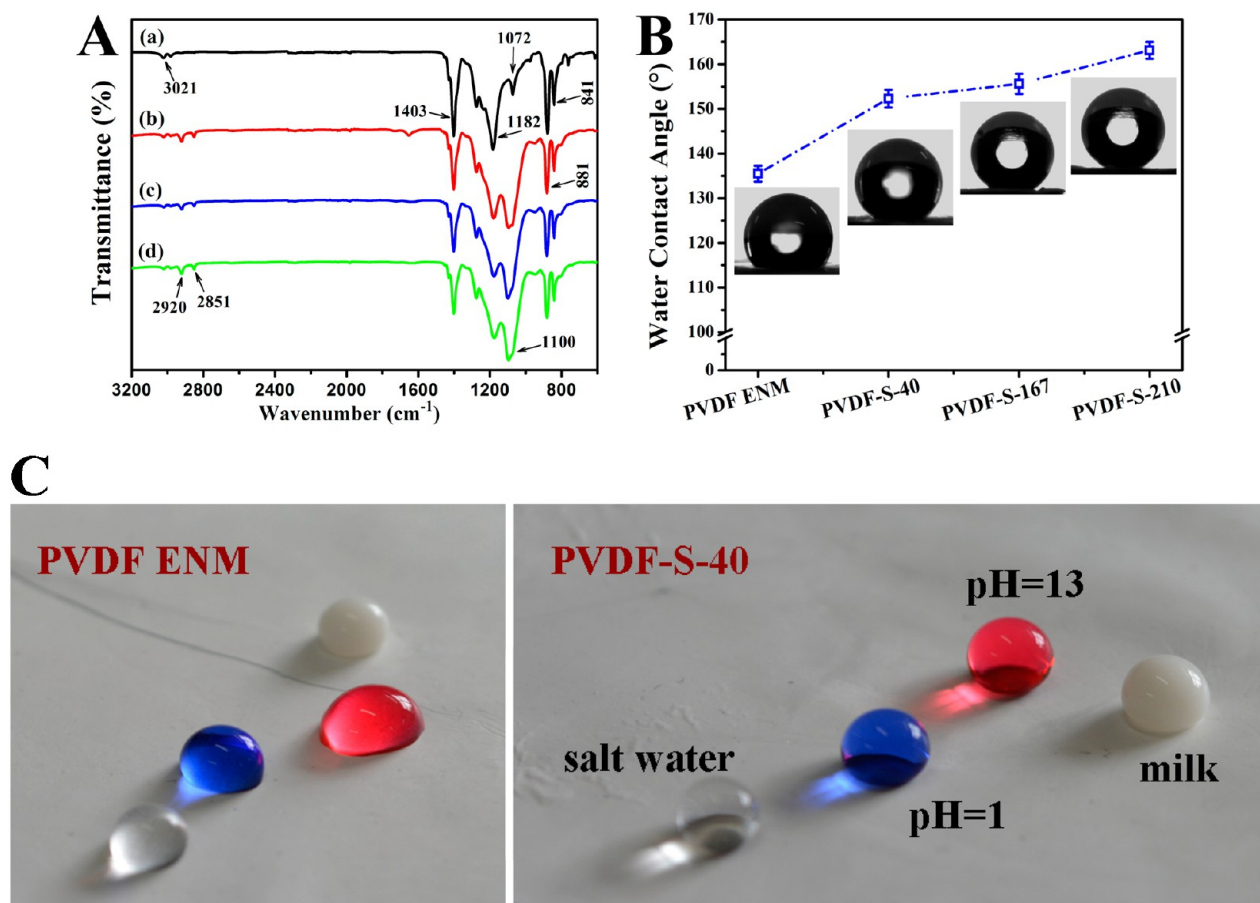 A
(a)
3021
1403
1072
1182
841
(b)
881
(c)
(d)
2920
2851
1100
Transmittance (%)
3200 2800 2400 2000 1600 1200 800
Wavenumber (cm⁻¹)
B
170
160
150
140
130
120
110
100
0
Water Contact Angle (°)
PVDF ENM PVDF-S-40 PVDF-S-167 PVDF-S-210
C
PVDF ENM
PVDF-S-40
pH=13
salt water
milk
pH=1